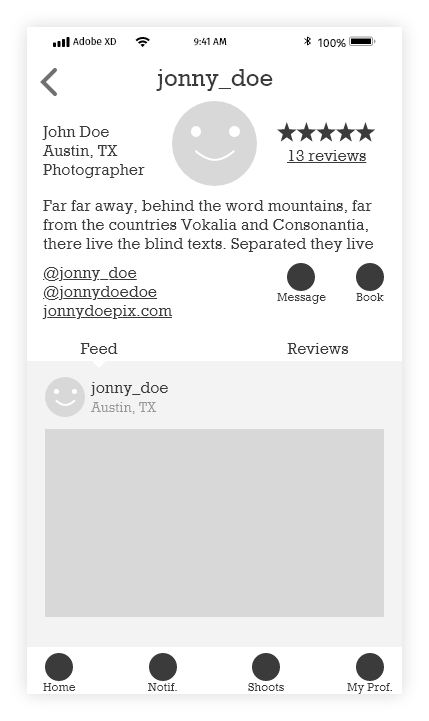 Adobe XD 9:41 AM 100%
jonny_doe
John Doe
Austin, TX
Photographer
13 reviews
Far far away, behind the word mountains, far
from the countries Vokalia and Consonantia,
there live the blind texts. Separated they live
@jonny_doe
@jonnydoedoe
jonnydoepix.com
Message Book
Feed Reviews
jonny_doe
Austin, TX
Home Notif. Shoots My Prof.